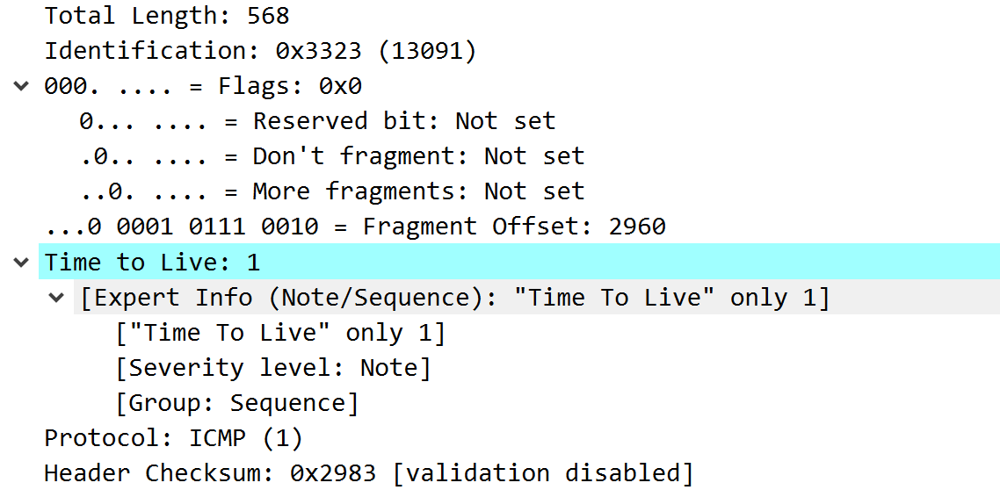 Total Length: 568
Identification: 0x3323 (13091)
000. .... = Flags: 0x0
0... .... = Reserved bit: Not set
.0.. .... = Don't fragment: Not set
..0. .... = More fragments: Not set
...0 0001 0111 0010 = Fragment Offset: 2960
Time to Live: 1
[Expert Info (Note/Sequence): "Time To Live" only 1]
["Time To Live" only 1]
[Severity level: Note]
[Group: Sequence]
Protocol: ICMP (1)
Header Checksum: 0x2983 [validation disabled]